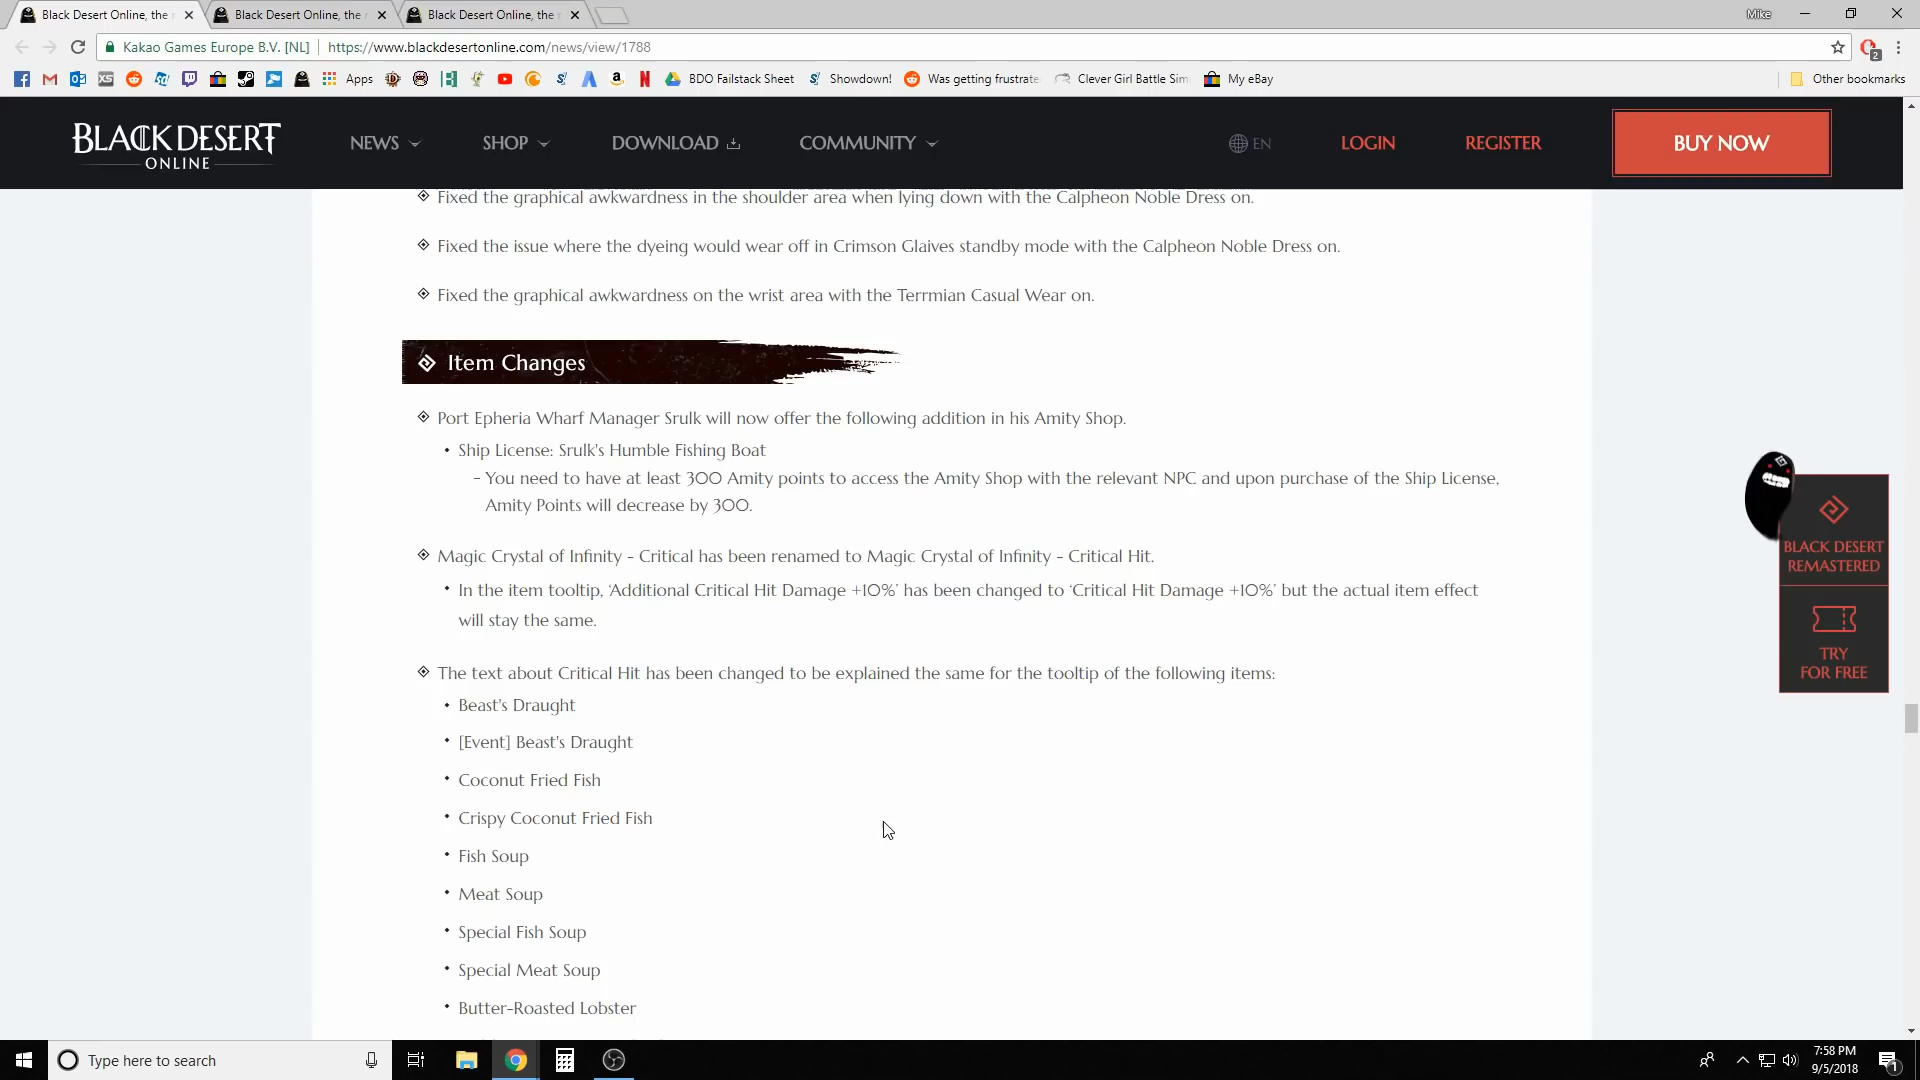 Black Desert Online, the
Black Desert Online, the
Black Desert Online, the
Mike
Kakao Games Europe B.V. [NL]
https://www.blackdesertonline.com/news/view/1788
2
Apps
BDO Failstack Sheet
Showdown!
Was getting frustrate
Clever Girl Battle Sim
My eBay
Other bookmarks
BLACK DESERT
ONLINE
NEWS
SHOP
DOWNLOAD
COMMUNITY
EN
LOGIN
REGISTER
BUY NOW
Fixed the graphical awkwardness in the shoulder area when lying down with the Calpheon Noble Dress on.
Fixed the issue where the dyeing would wear off in Crimson Glaives standby mode with the Calpheon Noble Dress on.
Fixed the graphical awkwardness on the wrist area with the Terrmian Casual Wear on.
Item Changes
Port Epheria Wharf Manager Srulk will now offer the following addition in his Amity Shop.
• Ship License: Srulk's Humble Fishing Boat
- You need to have at least 300 Amity points to access the Amity Shop with the relevant NPC and upon purchase of the Ship License,
Amity Points will decrease by 300.
Magic Crystal of Infinity - Critical has been renamed to Magic Crystal of Infinity - Critical Hit.
• In the item tooltip, ‘Additional Critical Hit Damage +10%’ has been changed to ‘Critical Hit Damage +10%’ but the actual item effect
will stay the same.
The text about Critical Hit has been changed to be explained the same for the tooltip of the following items:
• Beast's Draught
• [Event] Beast's Draught
• Coconut Fried Fish
• Crispy Coconut Fried Fish
• Fish Soup
• Meat Soup
• Special Fish Soup
• Special Meat Soup
• Butter-Roasted Lobster
BLACK DESERT
REMASTERED
TRY
FOR FREE
Type here to search
7:58 PM
9/5/2018
1